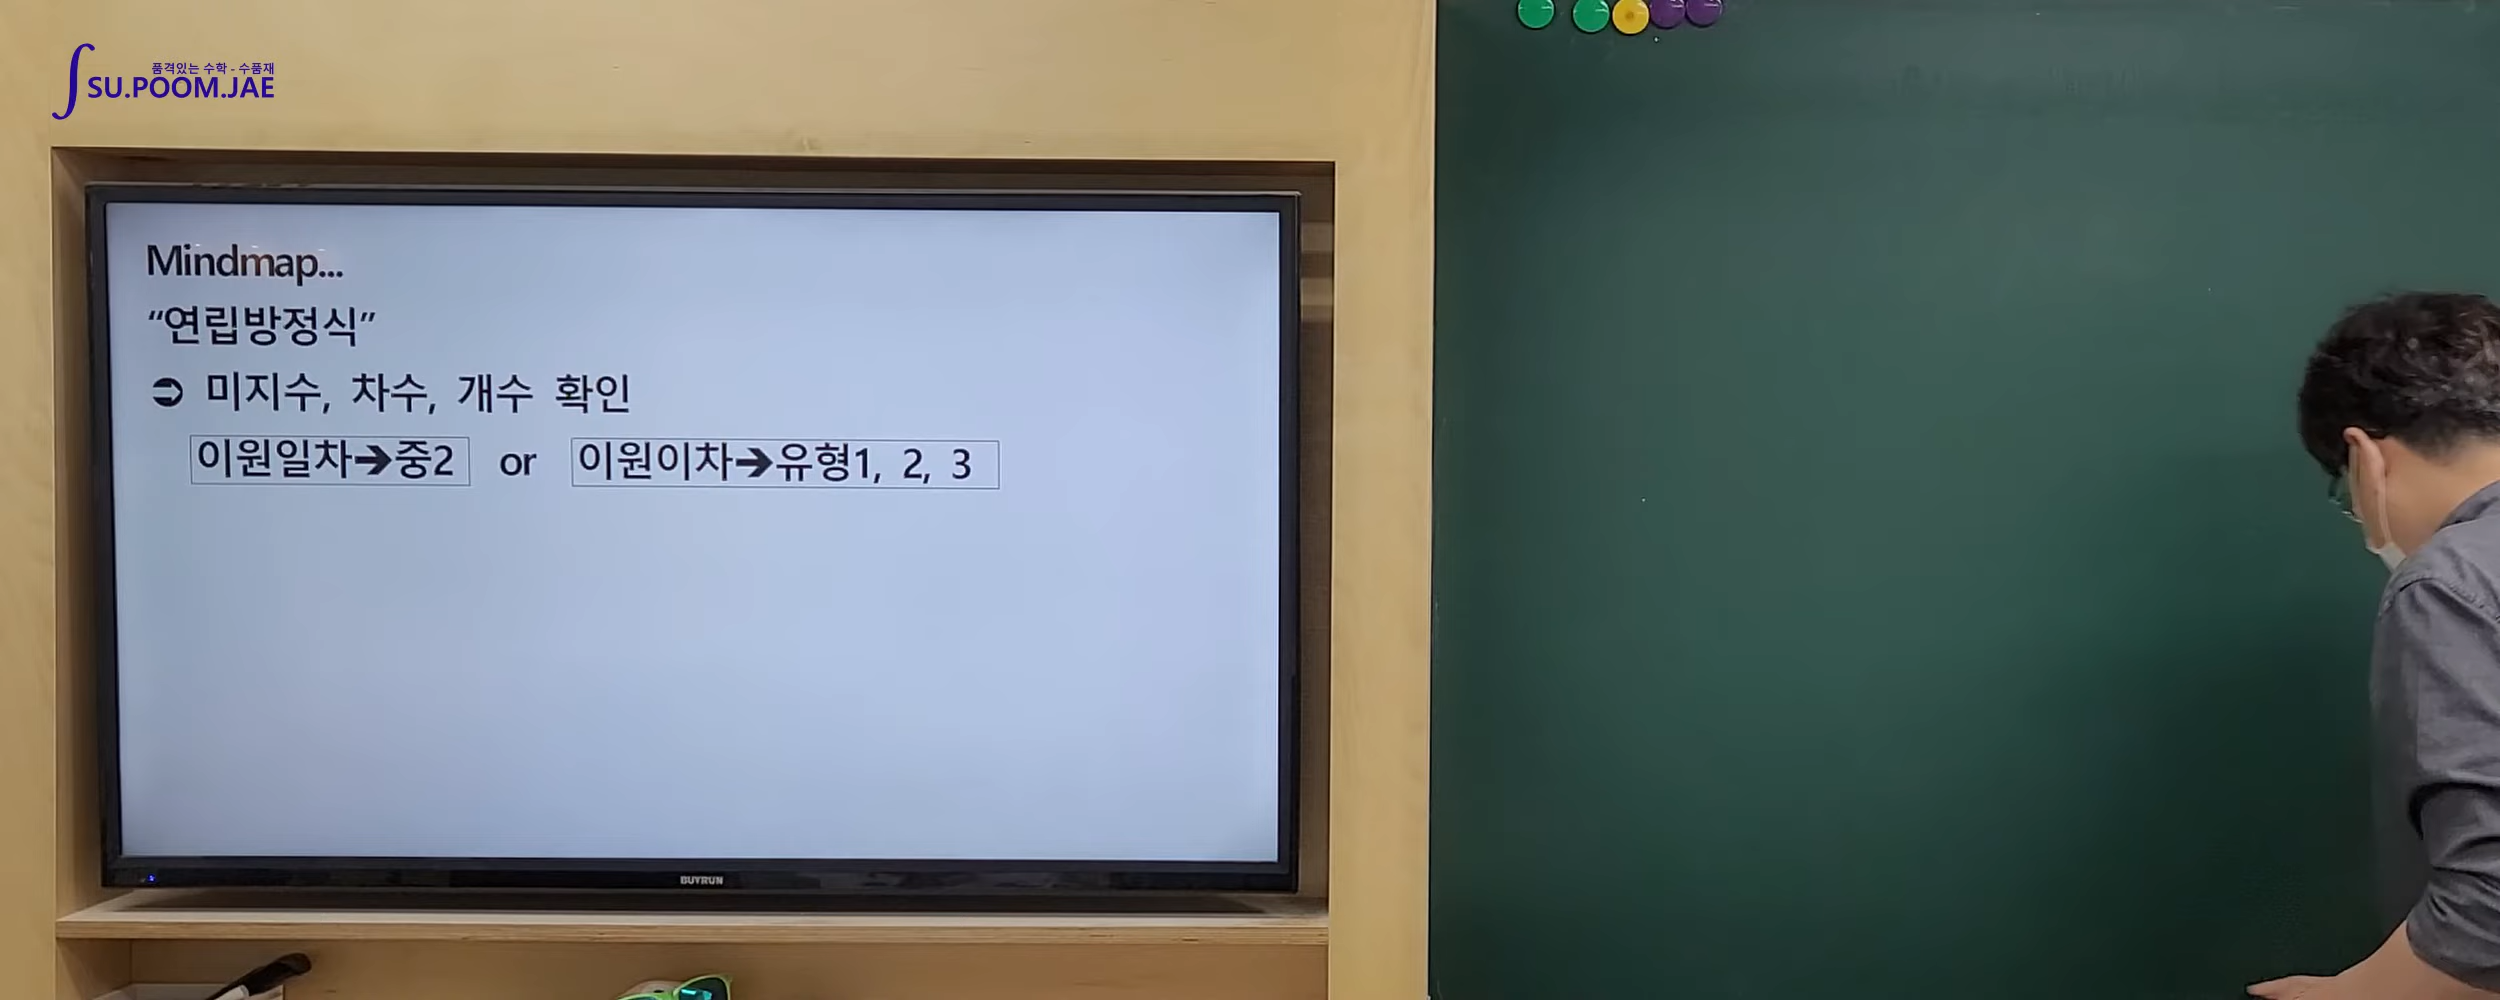 품격있는 수학 - 수품재
SU.POOM.JAE
Mindmap...
“연립방정식”
➲ 미지수, 차수, 개수 확인
이원일차➔중2 or 이원이차➔유형1, 2, 3
BUYRUN